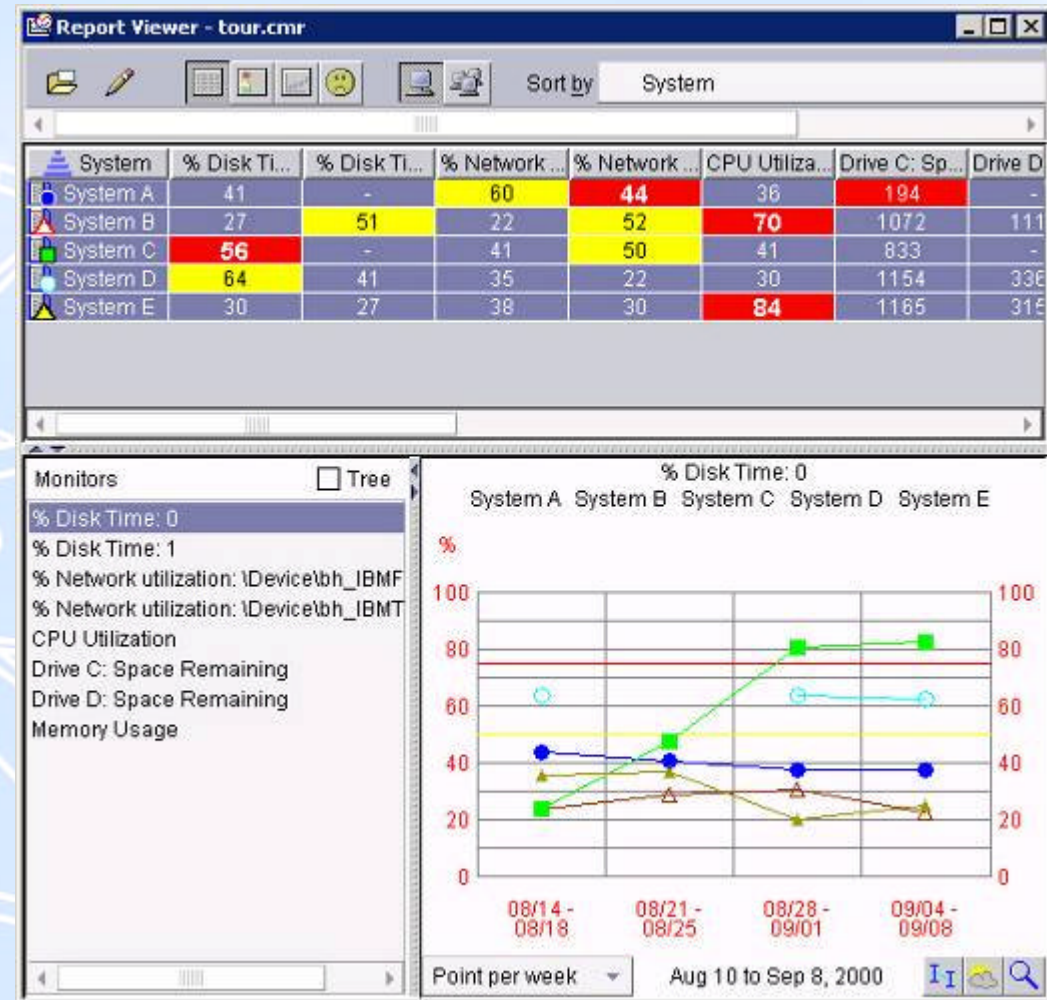 Report Viewer - tour.cmr
Sort by System
System % Disk Ti... % Disk Ti... % Network ... % Network ... CPU Utiliza... Drive C: Sp... Drive D
System A 41 - 60 44 36 194 -
System B 27 51 22 52 70 1072 111
System C 56 - 41 50 41 833 -
System D 64 41 35 22 30 1154 336
System E 30 27 38 30 84 1165 315
Monitors Tree
% Disk Time: 0
% Disk Time: 1
% Network utilization: \Device\bh_IBMF
% Network utilization: \Device\bh_IBMT
CPU Utilization
Drive C: Space Remaining
Drive D: Space Remaining
Memory Usage
% Disk Time: 0
System A System B System C System D System E
%
100 100
80 80
60 60
40 40
20 20
0 0
08/14 - 08/21 - 08/28 - 09/04 -
08/18 08/25 09/01 09/08
Point per week Aug 10 to Sep 8, 2000